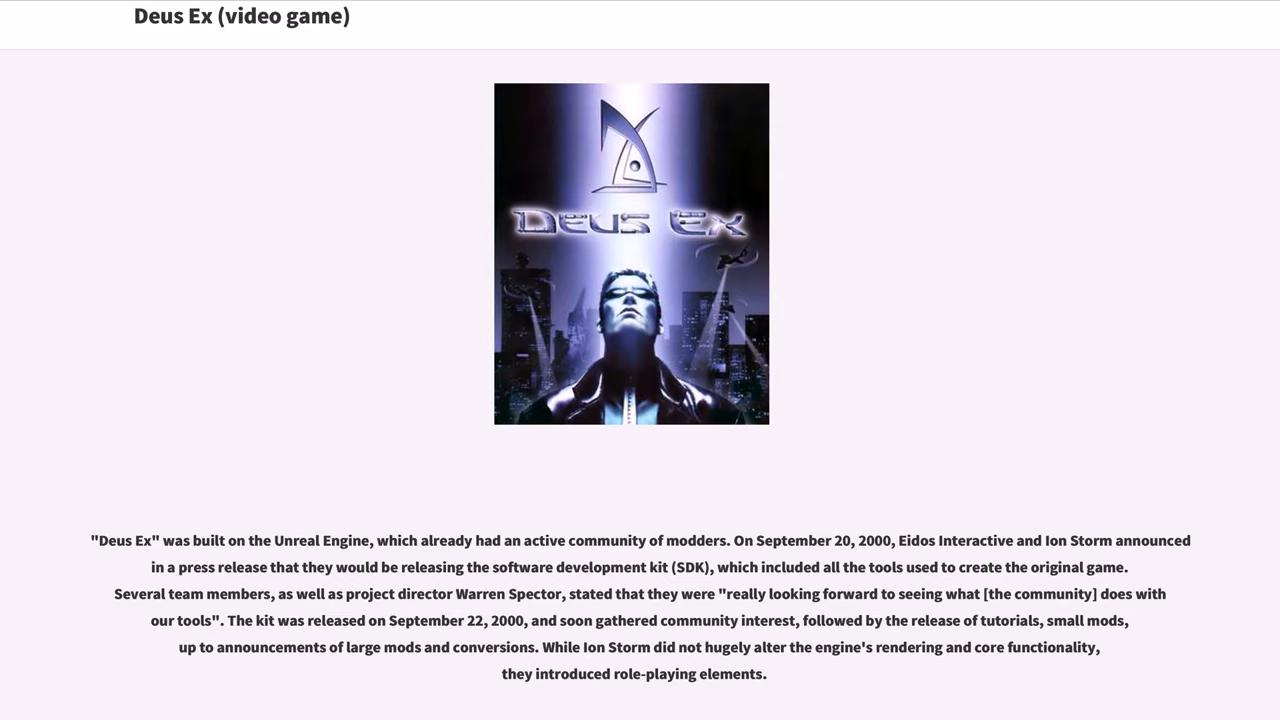 Deus Ex (video game)
Deus Ex
"Deus Ex" was built on the Unreal Engine, which already had an active community of modders. On September 20, 2000, Eidos Interactive and Ion Storm announced
in a press release that they would be releasing the software development kit (SDK), which included all the tools used to create the original game.
Several team members, as well as project director Warren Spector, stated that they were "really looking forward to seeing what [the community] does with
our tools". The kit was released on September 22, 2000, and soon gathered community interest, followed by the release of tutorials, small mods,
up to announcements of large mods and conversions. While Ion Storm did not hugely alter the engine's rendering and core functionality,
they introduced role-playing elements.